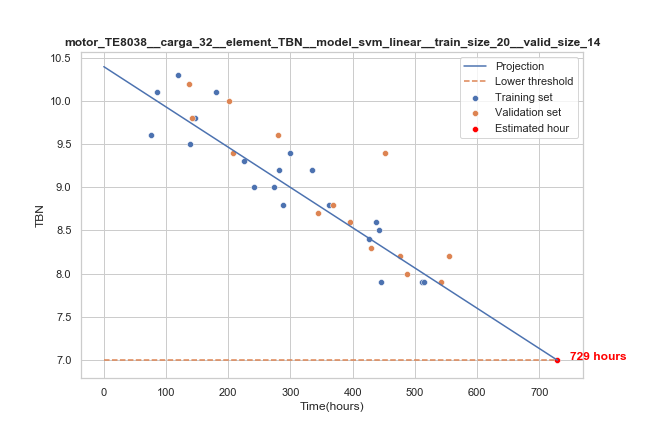 motor_TE8038__carga_32__element_TBN__model_svm_linear__train_size_20__valid_size_14
10.5
10.0
9.5
9.0
8.5
8.0
7.5
7.0
TBN
Projection
Lower threshold
Training set
Validation set
Estimated hour
729 hours
0 100 200 300 400 500 600 700
Time(hours)